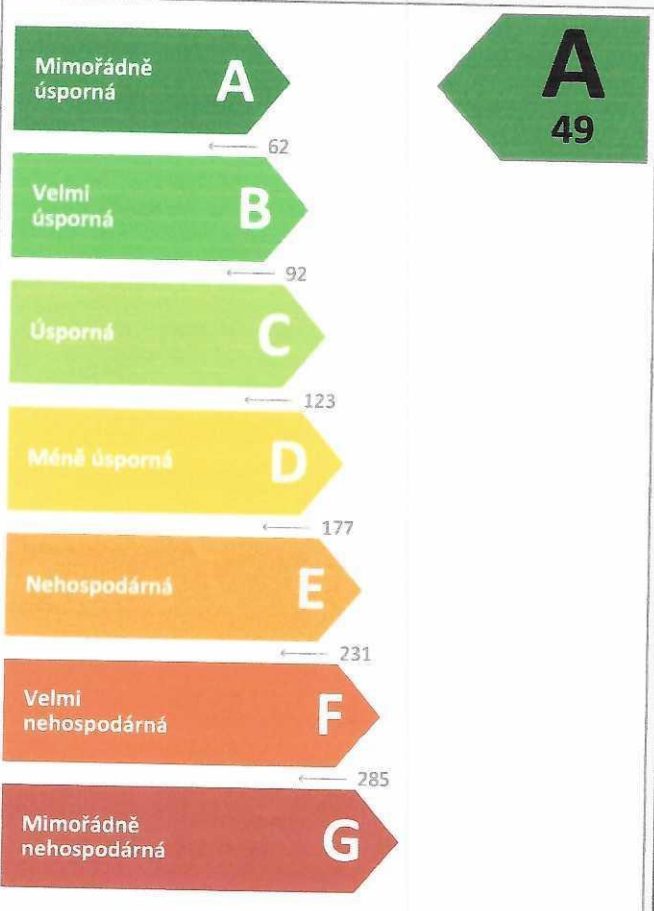 Mimořádně
úsporná
A
A
49
62
Velmi
úsporná
B
92
Úsporná
C
123
Méně úsporná
D
177
Nehospodárná
E
231
Velmi
nehospodárná
F
285
Mimořádně
nehospodárná
G